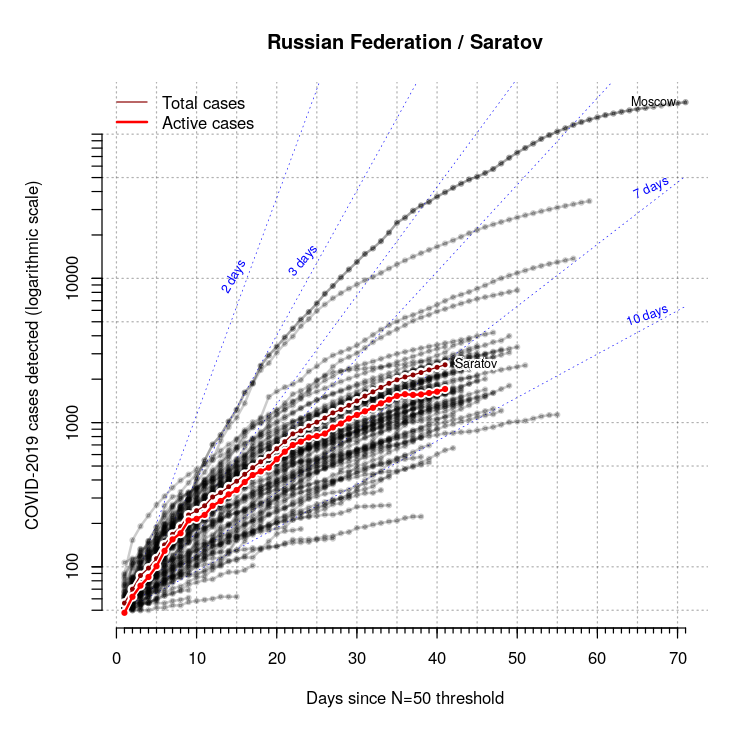 Russian Federation / Saratov
Total cases
Active cases
Moscow
7 days
2 days
3 days
10 days
Saratov
COVID-2019 cases detected (logarithmic scale)
10000
1000
100
0 10 20 30 40 50 60 70
Days since N=50 threshold